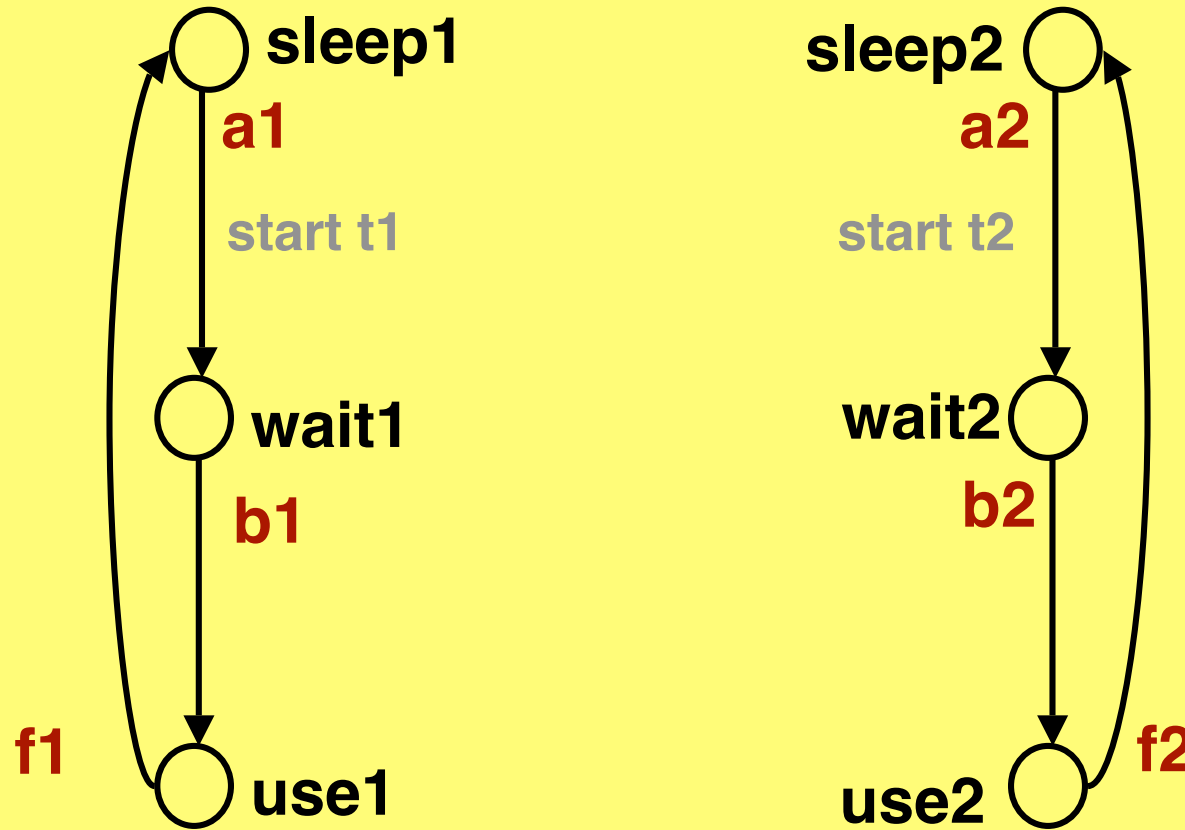 sleep1
a1
start t1
wait1
b1
f1
use1
sleep2
a2
start t2
wait2
b2
f2
use2